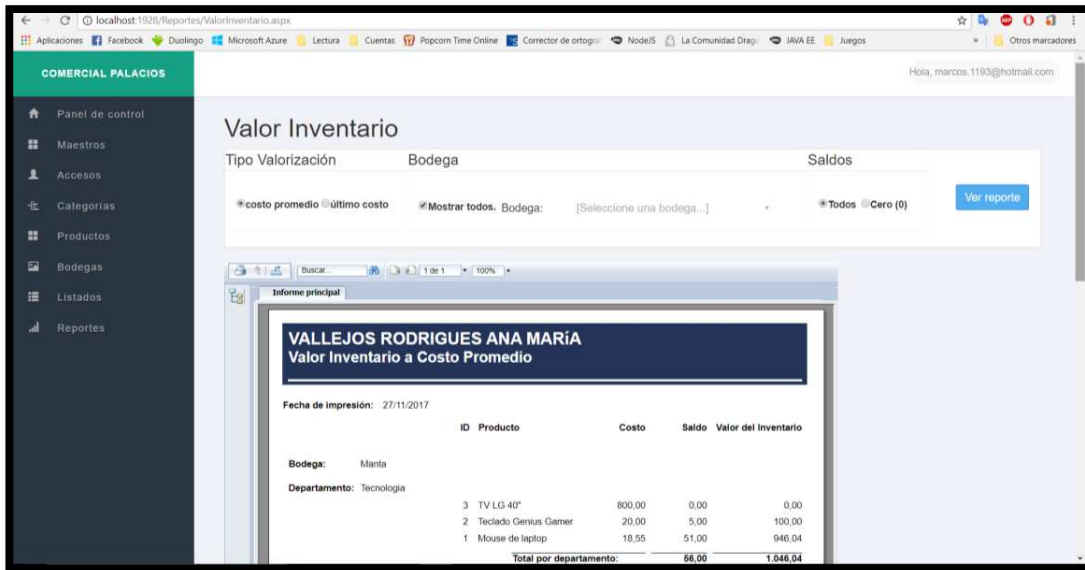 localhost:1928/Reportes/ValorInventario.aspx
Aplicaciones Facebook Duolingo Microsoft Azure Lectura Cuentas Popcorn Time Online Corrector de ortogra NodeJS La Comunidad Drag JAVA EE Juegos Otros marcadores
COMERCIAL PALACIOS
Hola, marcos.1193@hotmail.com
Panel de control
Maestros
Accesos
Categorias
Productos
Bodegas
Listados
Reportes
Valor Inventario
Tipo Valorización Bodega Saldos
costo promedio último costo Mostrar todos. Bodega: [Seleccione una bodega...] Todos Cero (0) Ver reporte
Buscar... 1 de 1 100%
Informe principal
VALLEJOS RODRIGUES ANA MARíA
Valor Inventario a Costo Promedio
Fecha de impresión: 27/11/2017
ID Producto Costo Saldo Valor del Inventario
Bodega: Manta
Departamento: Tecnologia
3 TV LG 40" 800,00 0,00 0,00
2 Teclado Genius Gamer 20,00 5,00 100,00
1 Mouse de laptop 18,55 51,00 946,04
Total por departamento: 56,00 1.046,04